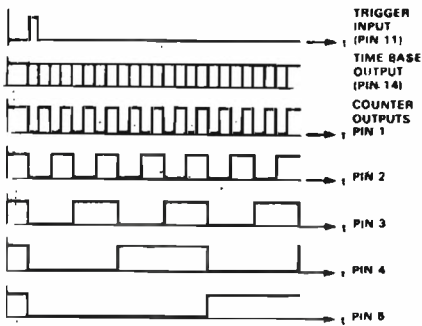 TRIGGER
INPUT
(PIN 11)
t
TIME BASE
OUTPUT
(PIN 14)
COUNTER
OUTPUTS
t PIN 1
t PIN 2
t PIN 3
t PIN 4
t PIN 5